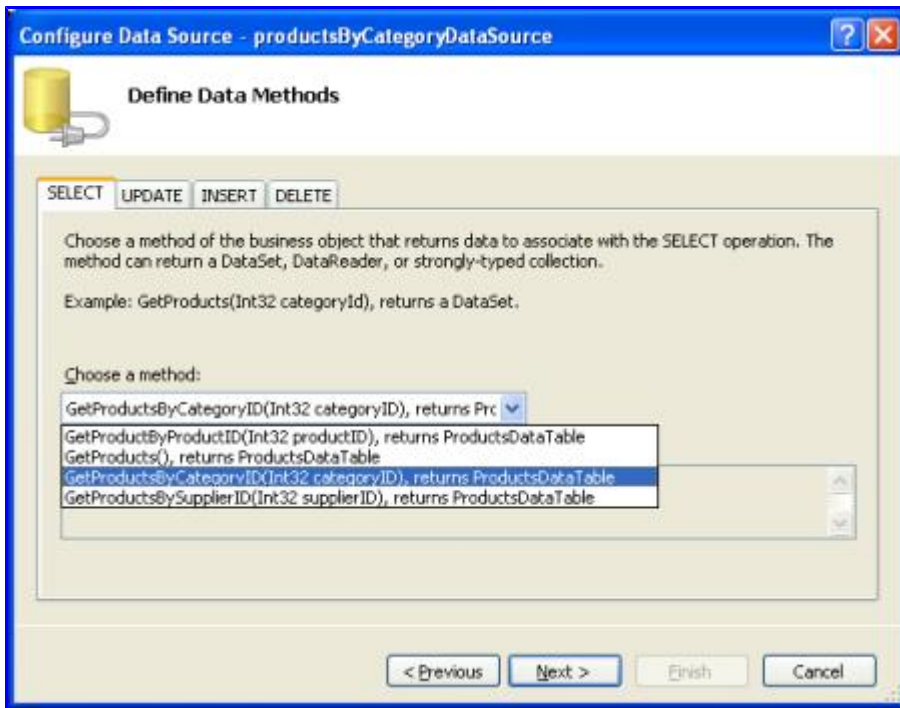 Configure Data Source - productsByCategoryDataSource
Define Data Methods
SELECT UPDATE INSERT DELETE
Choose a method of the business object that returns data to associate with the SELECT operation. The
method can return a DataSet, DataReader, or strongly-typed collection.
Example: GetProducts(Int32 categoryId), returns a DataSet.
Choose a method:
GetProductsByCategoryID(Int32 categoryID), returns Prc
GetProductByProductID(Int32 productID), returns ProductsDataTable
GetProducts(), returns ProductsDataTable
GetProductsByCategoryID(Int32 categoryID), returns ProductsDataTable
GetProductsBySupplierID(Int32 supplierID), returns ProductsDataTable
< Previous Next > Finish Cancel